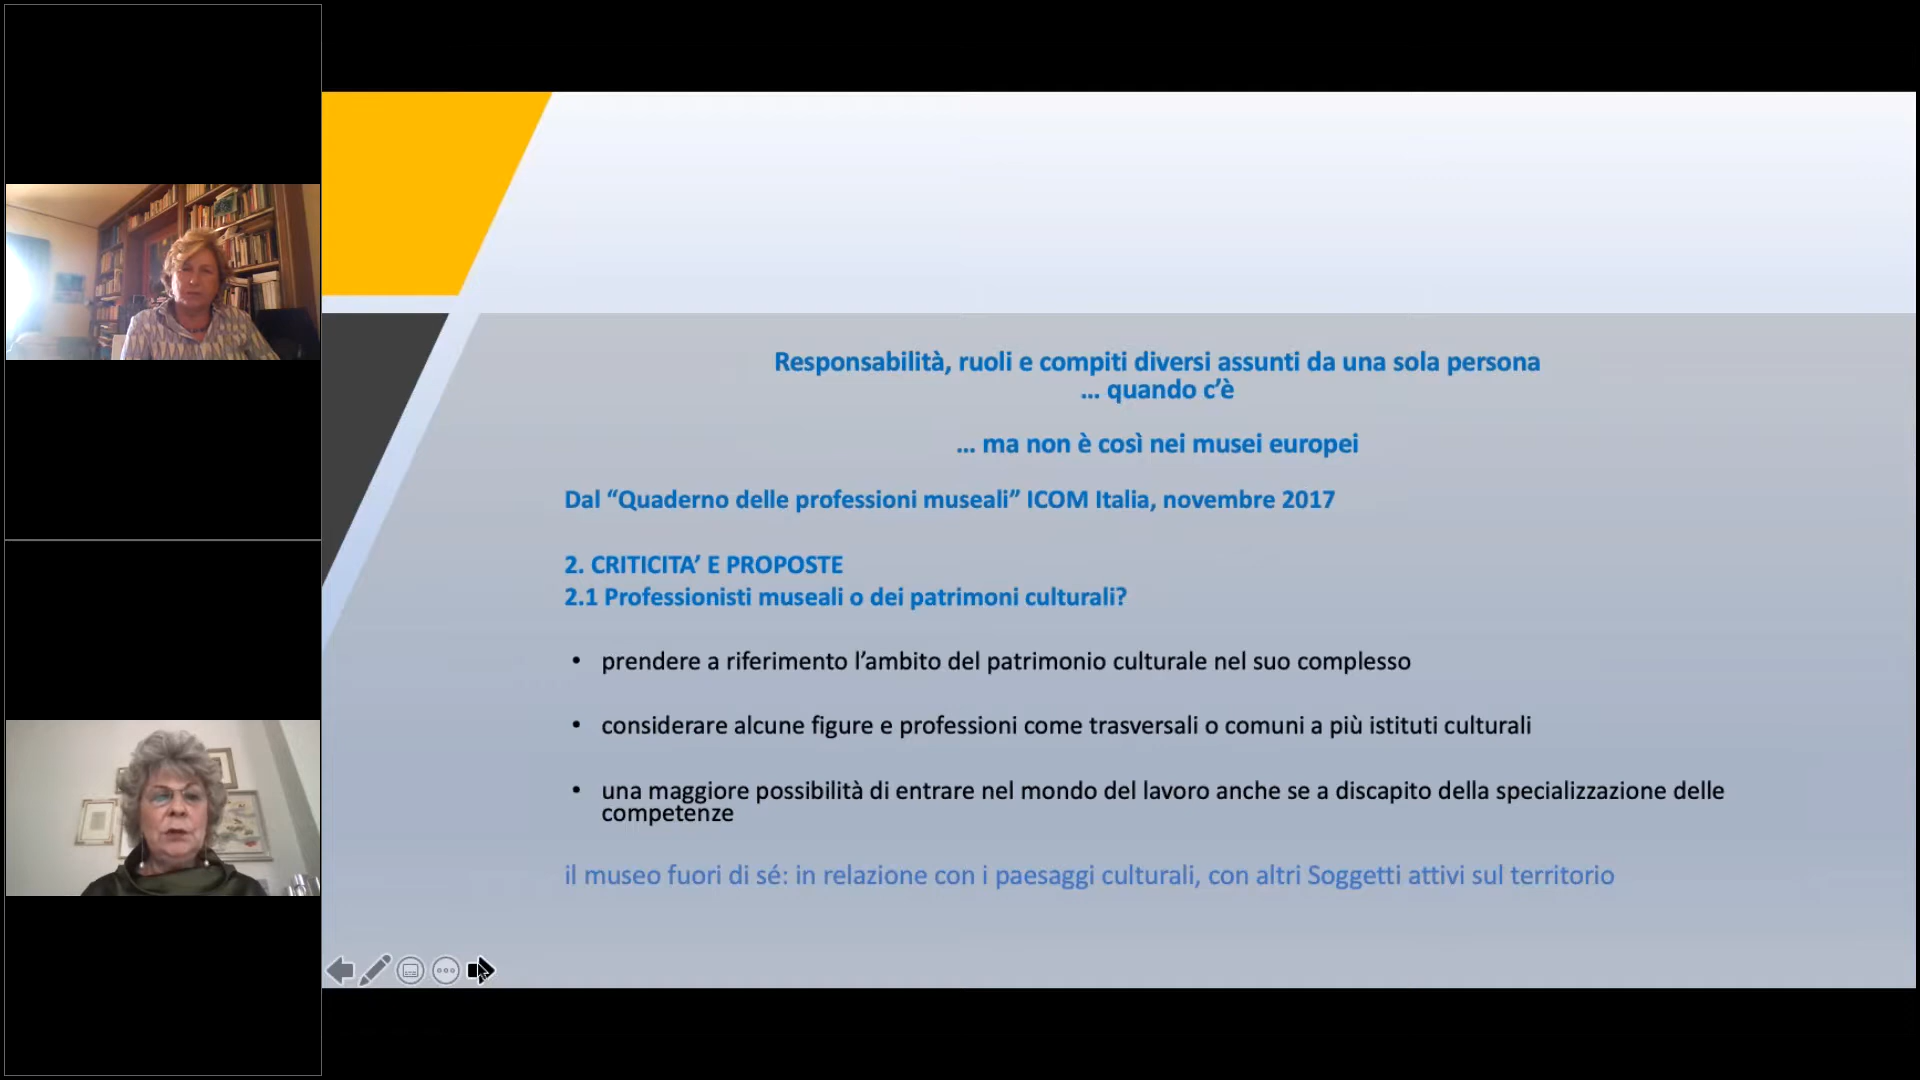 Responsabilità, ruoli e compiti diversi assunti da una sola persona
... quando c’è
... ma non è così nei musei europei
Dal “Quaderno delle professioni museali” ICOM Italia, novembre 2017
2. CRITICITA’ E PROPOSTE
2.1 Professionisti museali o dei patrimoni culturali?
• prendere a riferimento l’ambito del patrimonio culturale nel suo complesso
• considerare alcune figure e professioni come trasversali o comuni a più istituti culturali
• una maggiore possibilità di entrare nel mondo del lavoro anche se a discapito della specializzazione delle
competenze
il museo fuori di sé: in relazione con i paesaggi culturali, con altri Soggetti attivi sul territorio